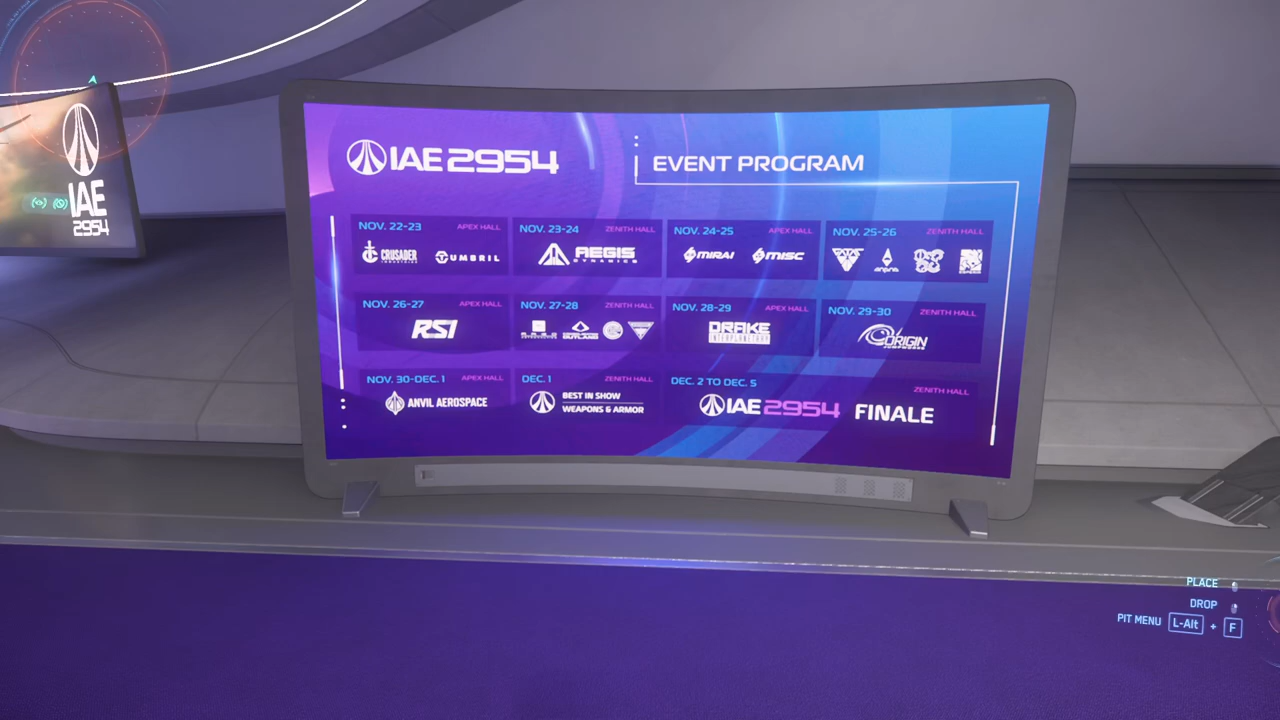 IAE
2954
IAE 2954
EVENT PROGRAM
NOV. 22-23 APEX HALL
CRUSADER INDUSTRIES UMBRIL
NOV. 23-24 ZENITH HALL
AEGIS DYNAMICS
NOV. 24-25 APEX HALL
MIRAI MISC
NOV. 25-26 ZENITH HALL
NOV. 26-27 APEX HALL
RSI
NOV. 27-28 ZENITH HALL
NOV. 28-29 APEX HALL
DRAKE
INTERPLANETARY
NOV. 29-30 ZENITH HALL
ORIGIN
JUMPWORKS
NOV. 30-DEC. 1 APEX HALL
ANVIL AEROSPACE
DEC. 1 ZENITH HALL
BEST IN SHOW
WEAPONS & ARMOR
DEC. 2 TO DEC. 5 ZENITH HALL
IAE 2954 FINALE
PLACE
DROP
PIT MENU L-Alt + F